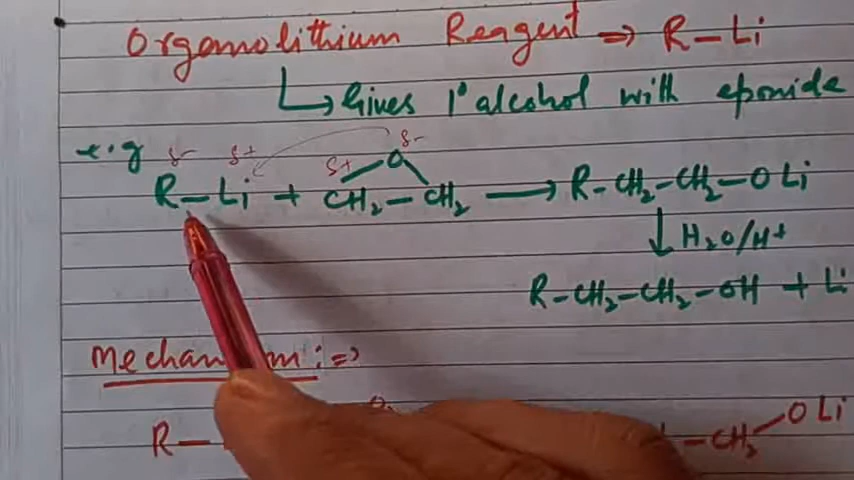 Organolithium Reagent ⇒ R-Li
↳ Gives 1° alcohol with epoxide
e.g δ- δ+ δ+ O δ-
R-Li + CH₂-CH₂ → R-CH₂-CH₂-O Li
↓ H₂O/H+
R-CH₂-CH₂-OH + Li
Mechan m :⇒
R - CH₂ O Li